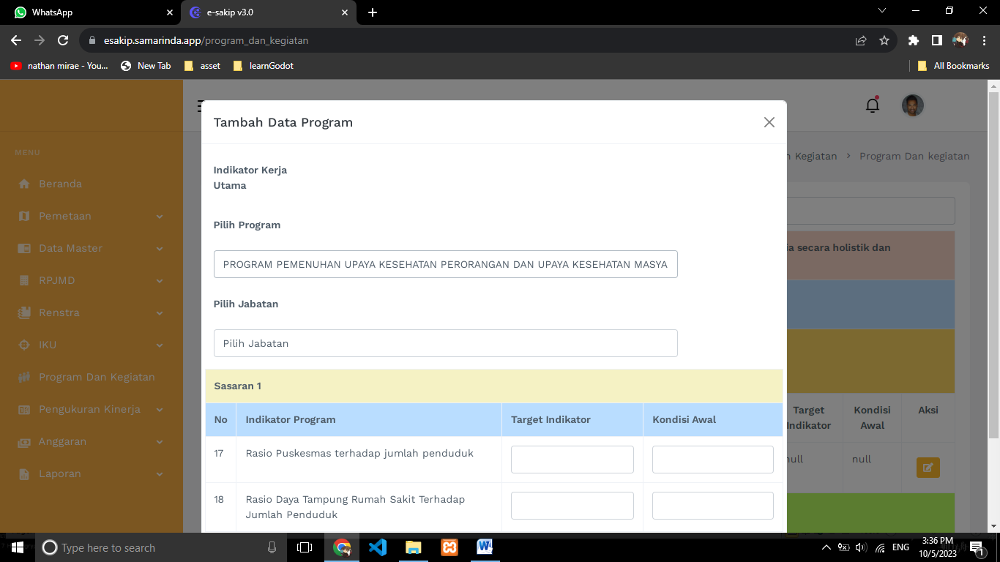 WhatsApp
e-sakip v3.0
esakip.samarinda.app/program_dan_kegiatan
nathan mirae - You...
New Tab
asset
learnGodot
All Bookmarks
MENU
Beranda
Pemetaan
Data Master
RPJMD
Renstra
IKU
Program Dan Kegiatan
Pengukuran Kinerja
Anggaran
Laporan
Tambah Data Program
Indikator Kerja
Utama
Pilih Program
PROGRAM PEMENUHAN UPAYA KESEHATAN PERORANGAN DAN UPAYA KESEHATAN MASYA
Pilih Jabatan
Pilih Jabatan
Sasaran 1
No Indikator Program Target Indikator Kondisi Awal
17 Rasio Puskesmas terhadap jumlah penduduk
18 Rasio Daya Tampung Rumah Sakit Terhadap
Jumlah Penduduk
Kegiatan > Program Dan kegiatan
secara holistik dan
Target
Indikator
Kondisi
Awal
Aksi
null
null
Type here to search
ENG
3:36 PM
10/5/2023
1